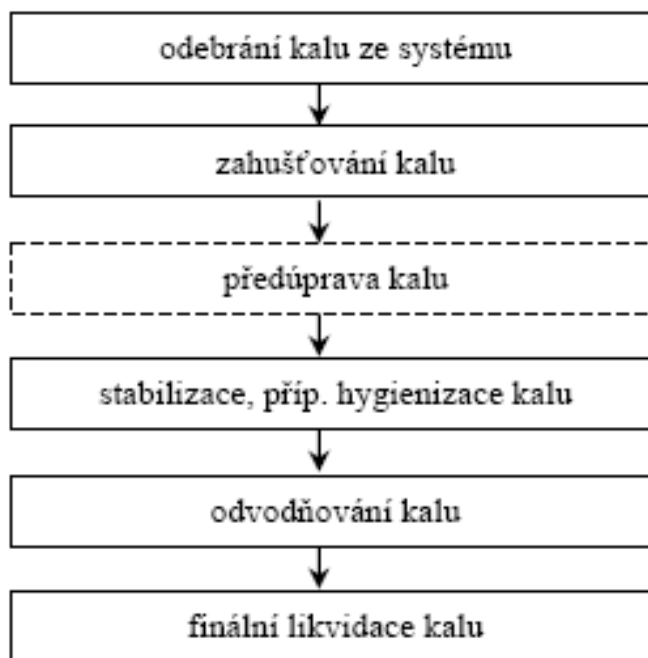 odebrání kalu ze systému
zahušťování kalu
předúprava kalu
stabilizace, příp. hygienizace kalu
odvodňování kalu
finální likvidace kalu